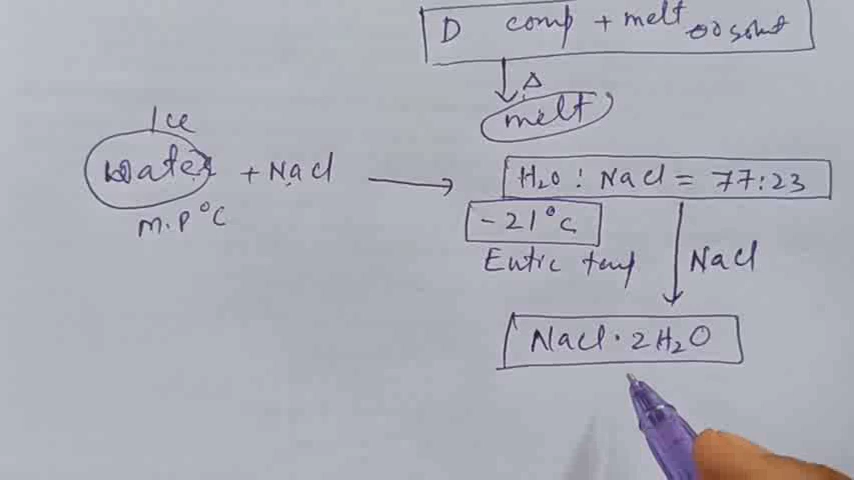 D comp + melt
Δ
melt
Ice
Water + NaCl
m.p °C
H₂O : NaCl = 77:23
-21°C
Eutic temp
NaCl
NaCl·2H₂O